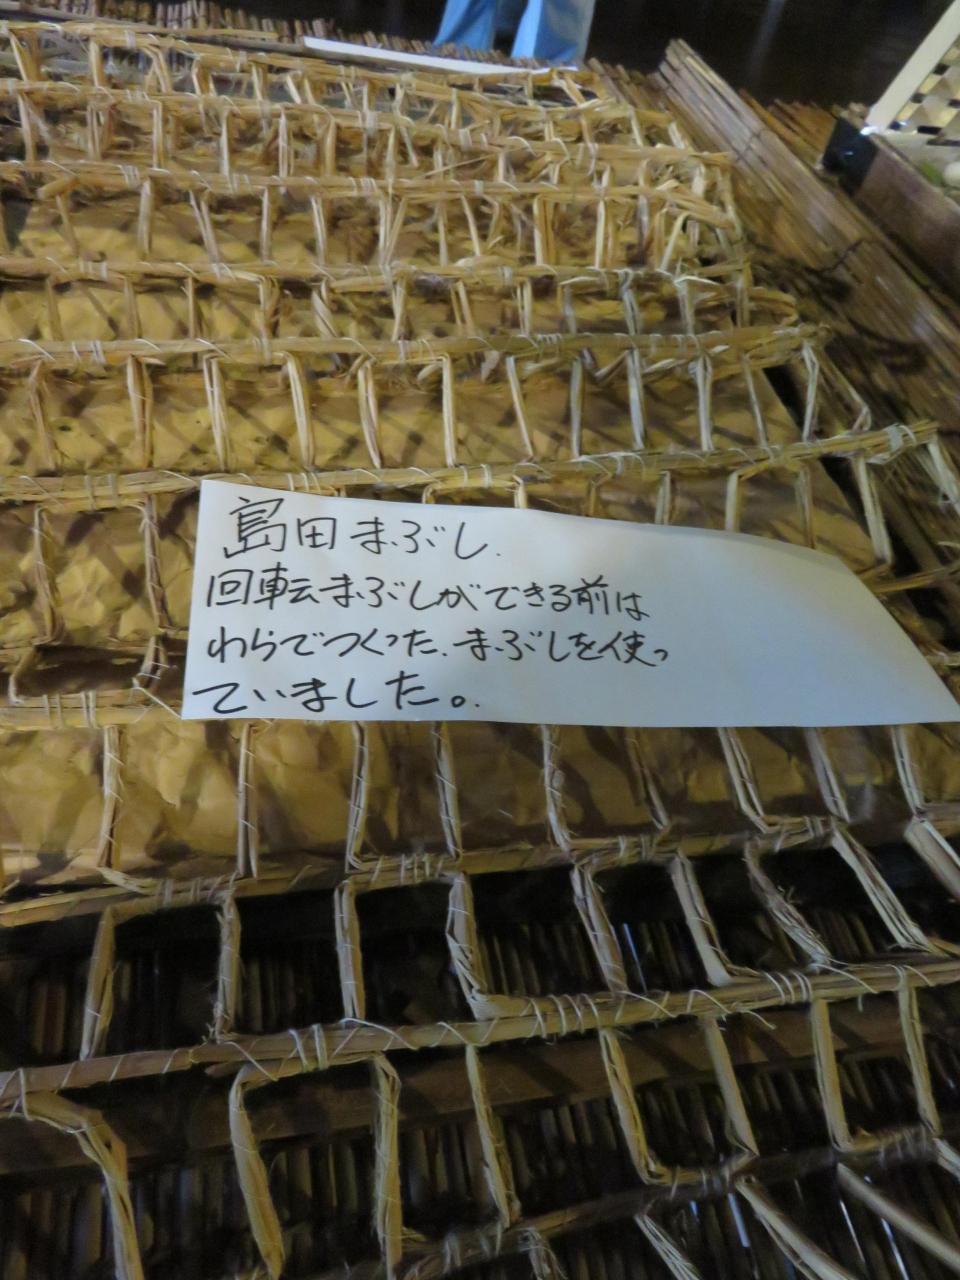 島田まぶし.
回転まぶしができる前は
わらでつくった.まぶしを使っ
ていました。